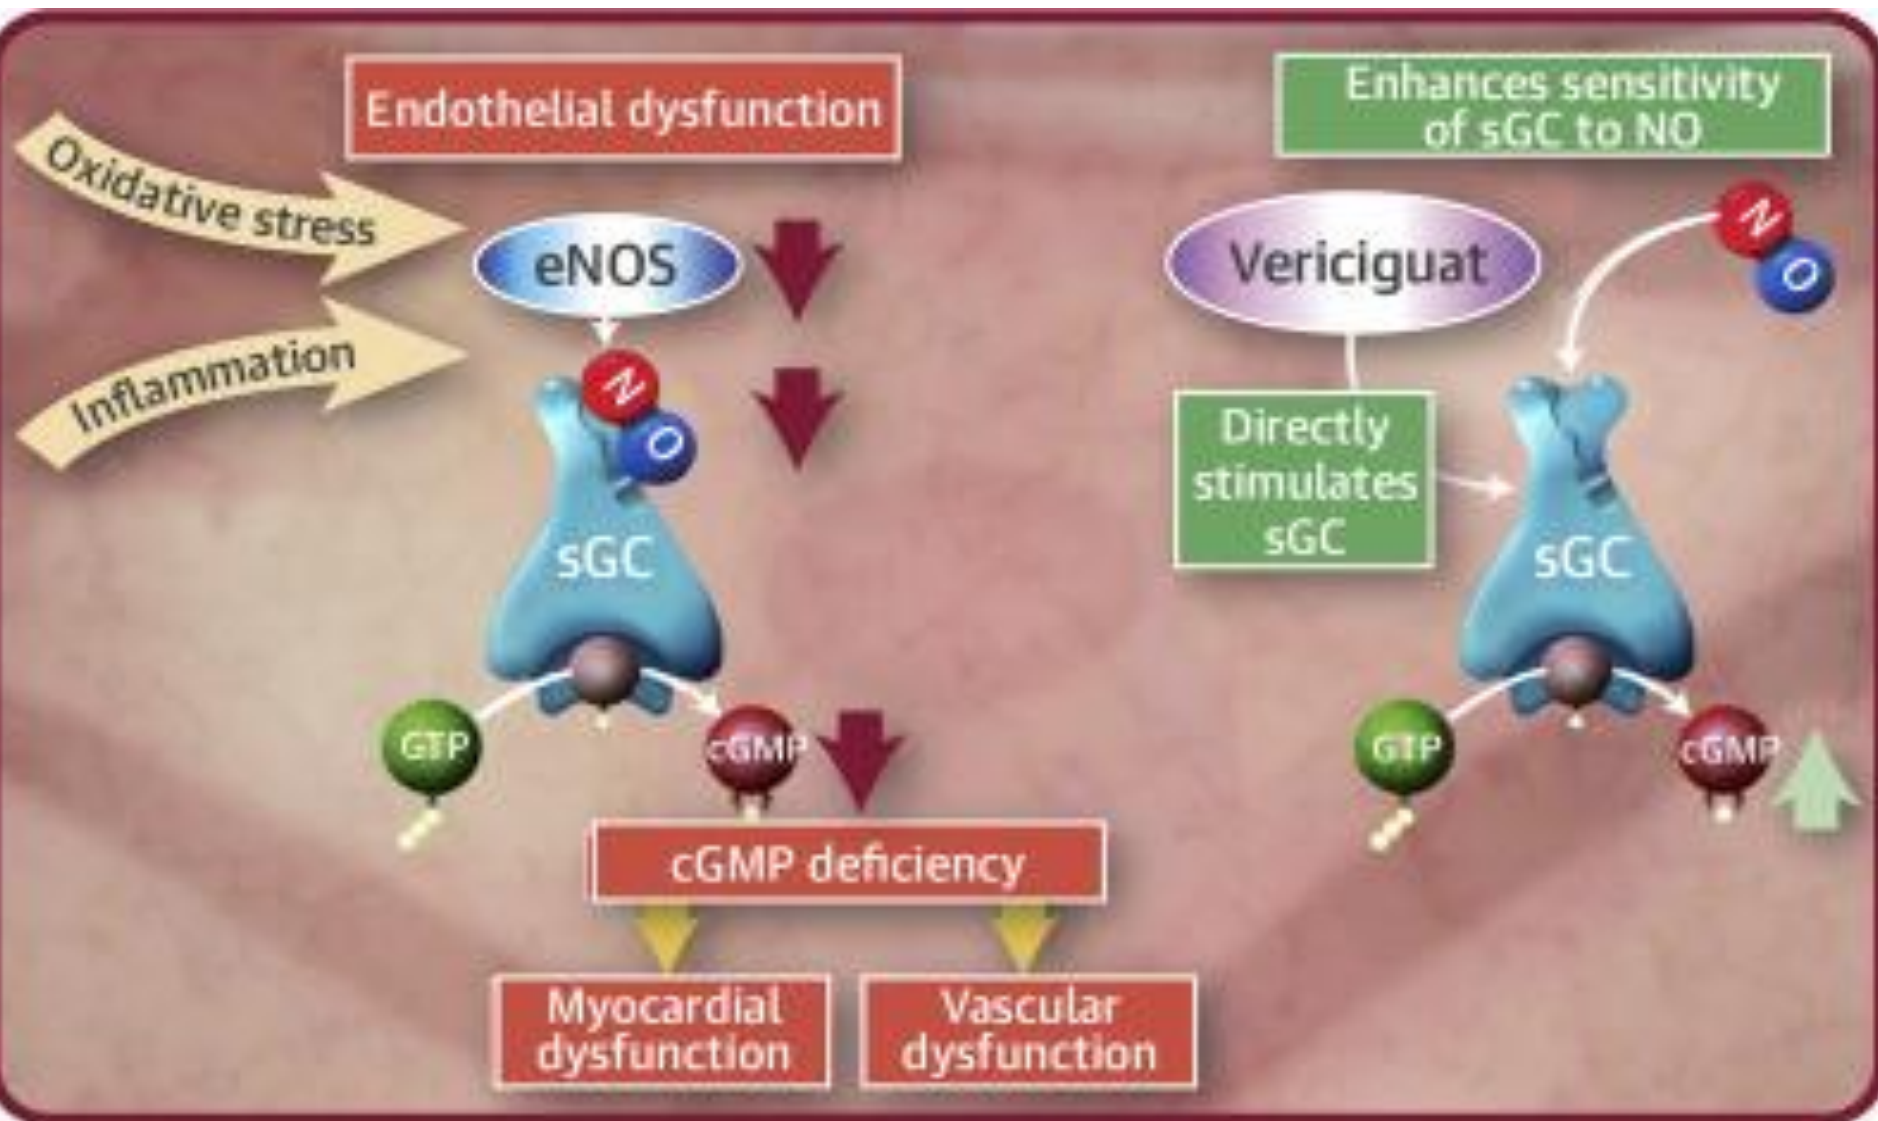 Endothelial dysfunction
Oxidative stress
Inflammation
eNOS
N
O
sGC
GTP
cGMP
cGMP deficiency
Myocardial
dysfunction
Vascular
dysfunction
Enhances sensitivity
of sGC to NO
Vericiguat
N
O
Directly
stimulates
sGC
sGC
GTP
cGMP